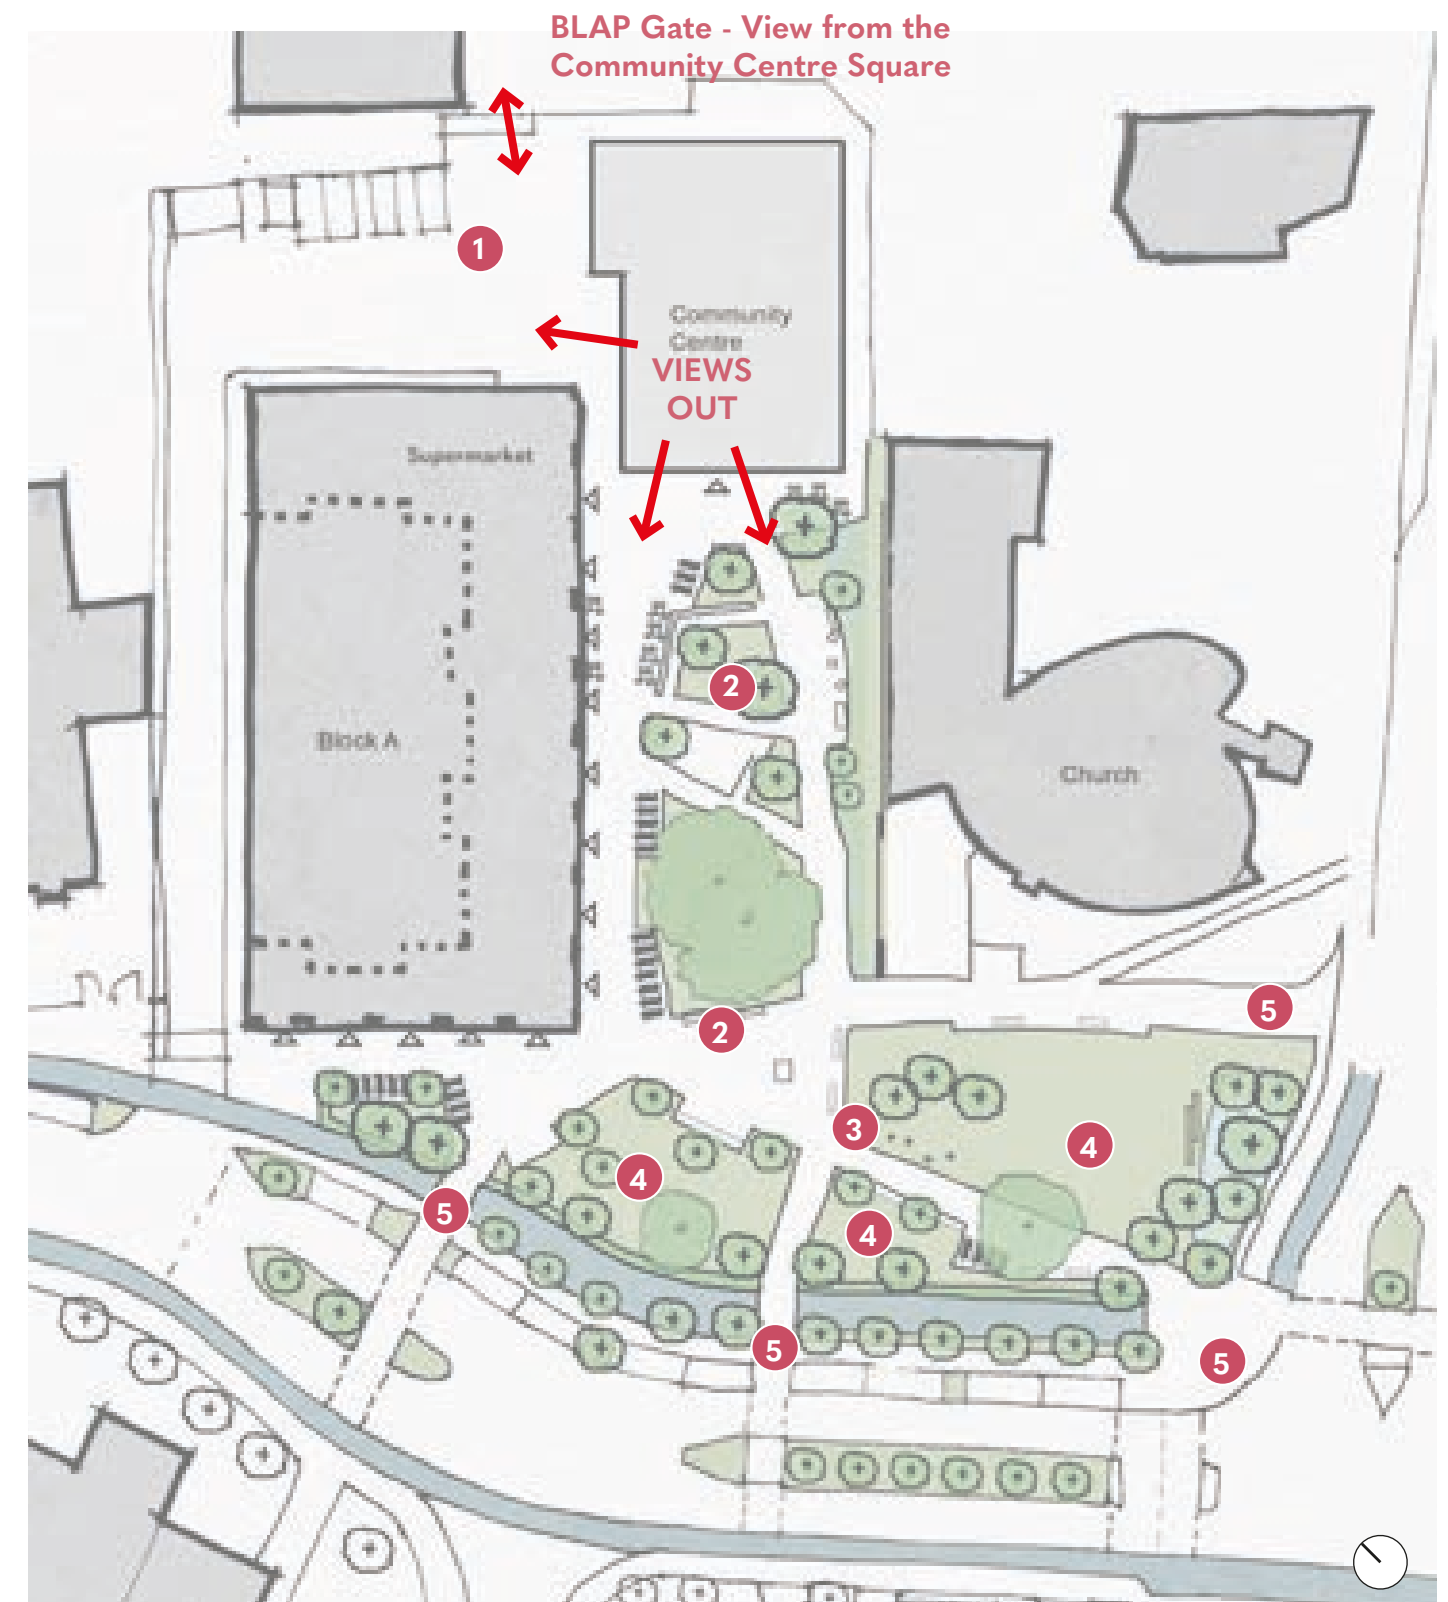 BLAP Gate - View from the
Community Centre Square
1
Community
Centre
VIEWS
OUT
Supermarket
2
Block A
Church
5
2
3
4
4
5
4
5
5